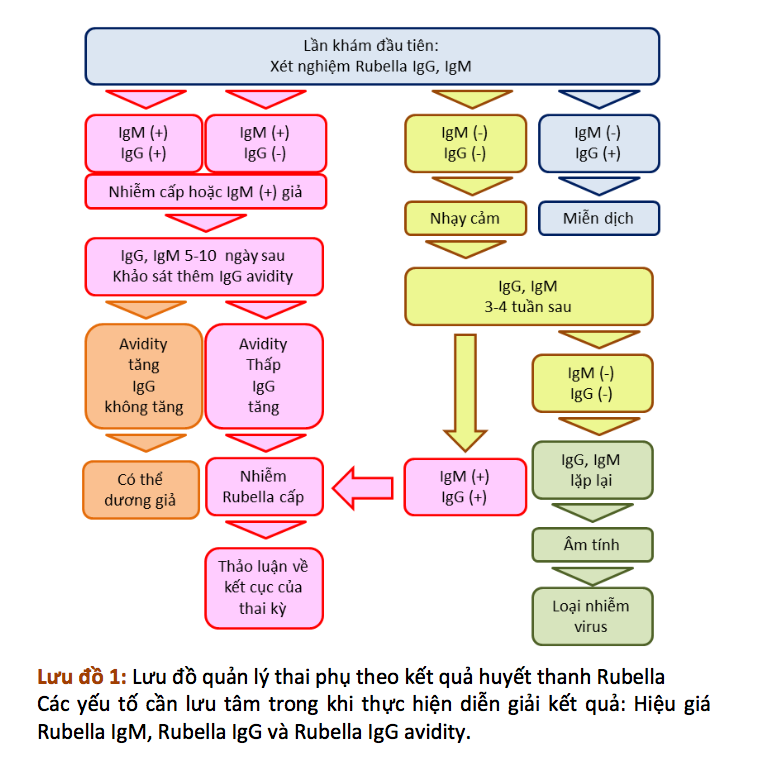 Lần khám đầu tiên:
Xét nghiệm Rubella IgG, IgM
IgM (+)
IgG (+)
IgM (+)
IgG (-)
IgM (-)
IgG (-)
IgM (-)
IgG (+)
Nhiễm cấp hoặc IgM (+) giả
Nhạy cảm
Miễn dịch
IgG, IgM 5-10 ngày sau
Khảo sát thêm IgG avidity
IgG, IgM
3-4 tuần sau
Avidity
tăng
IgG
không tăng
Avidity
Thấp
IgG
tăng
IgM (-)
IgG (-)
Có thể
dương giả
Nhiễm
Rubella cấp
IgM (+)
IgG (+)
IgG, IgM
lặp lại
Âm tính
Thảo luận về
kết cục của
thai kỳ
Loại nhiễm
virus
Lưu đồ 1: Lưu đồ quản lý thai phụ theo kết quả huyết thanh Rubella
Các yếu tố cần lưu tâm trong khi thực hiện diễn giải kết quả: Hiệu giá
Rubella IgM, Rubella IgG và Rubella IgG avidity.